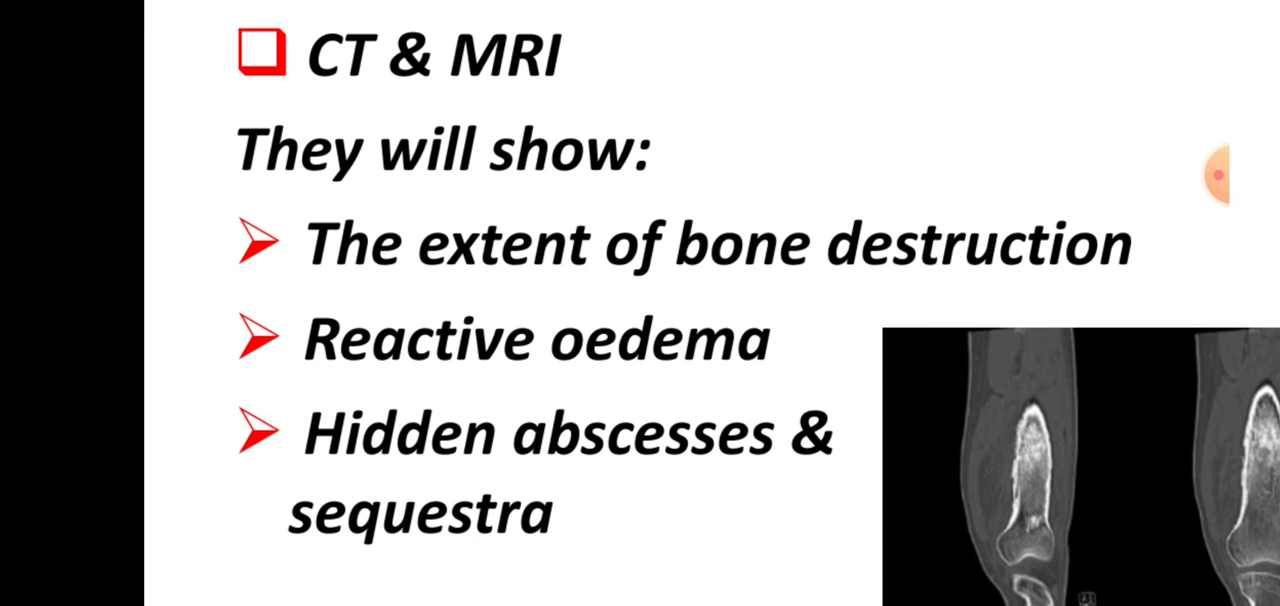 CT & MRI
They will show:
The extent of bone destruction
Reactive oedema
Hidden abscesses &
sequestra